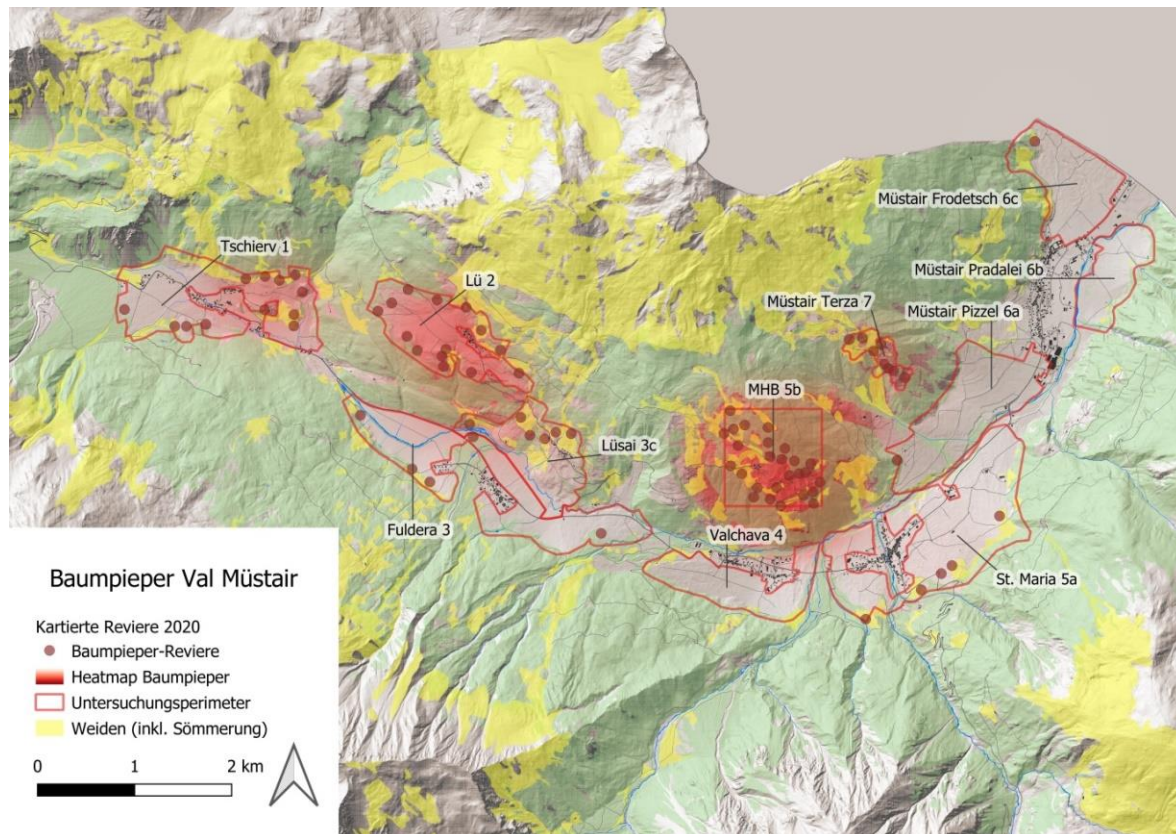 Müstair Frodetsch 6c
Tschierv 1
Müstair Pradalei 6b
Lü 2
Müstair Terza 7
Müstair Pizzel 6a
MHB 5b
Lüsai 3c
Fuldera 3
Valchava 4
St. Maria 5a
Baumpieper Val Müstair
Kartierte Reviere 2020
Baumpieper-Reviere
Heatmap Baumpieper
Untersuchungsperimeter
Weiden (inkl. Sömmerung)
0 1 2 km